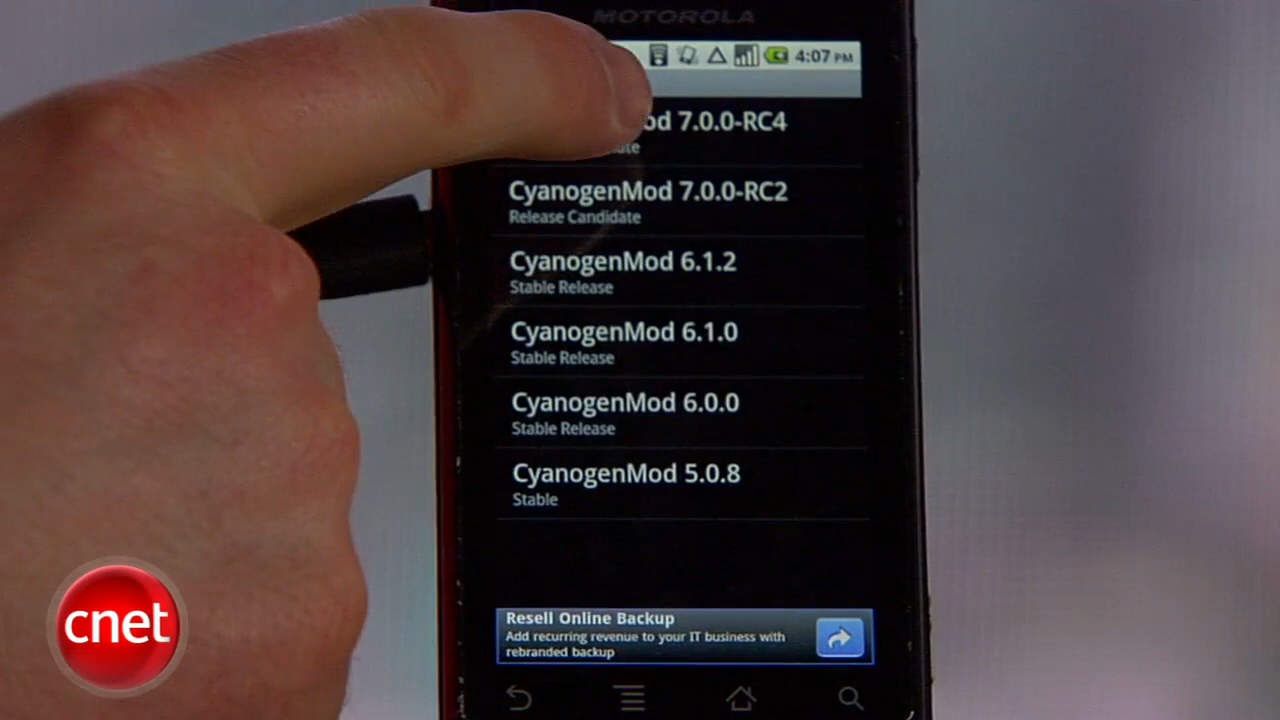 MOTOROLA
4:07 PM
7.0.0-RC4
CyanogenMod 7.0.0-RC2
Release Candidate
CyanogenMod 6.1.2
Stable Release
CyanogenMod 6.1.0
Stable Release
CyanogenMod 6.0.0
Stable Release
CyanogenMod 5.0.8
Stable
Resell Online Backup
Add recurring revenue to your IT business with
rebranded backup
cnet